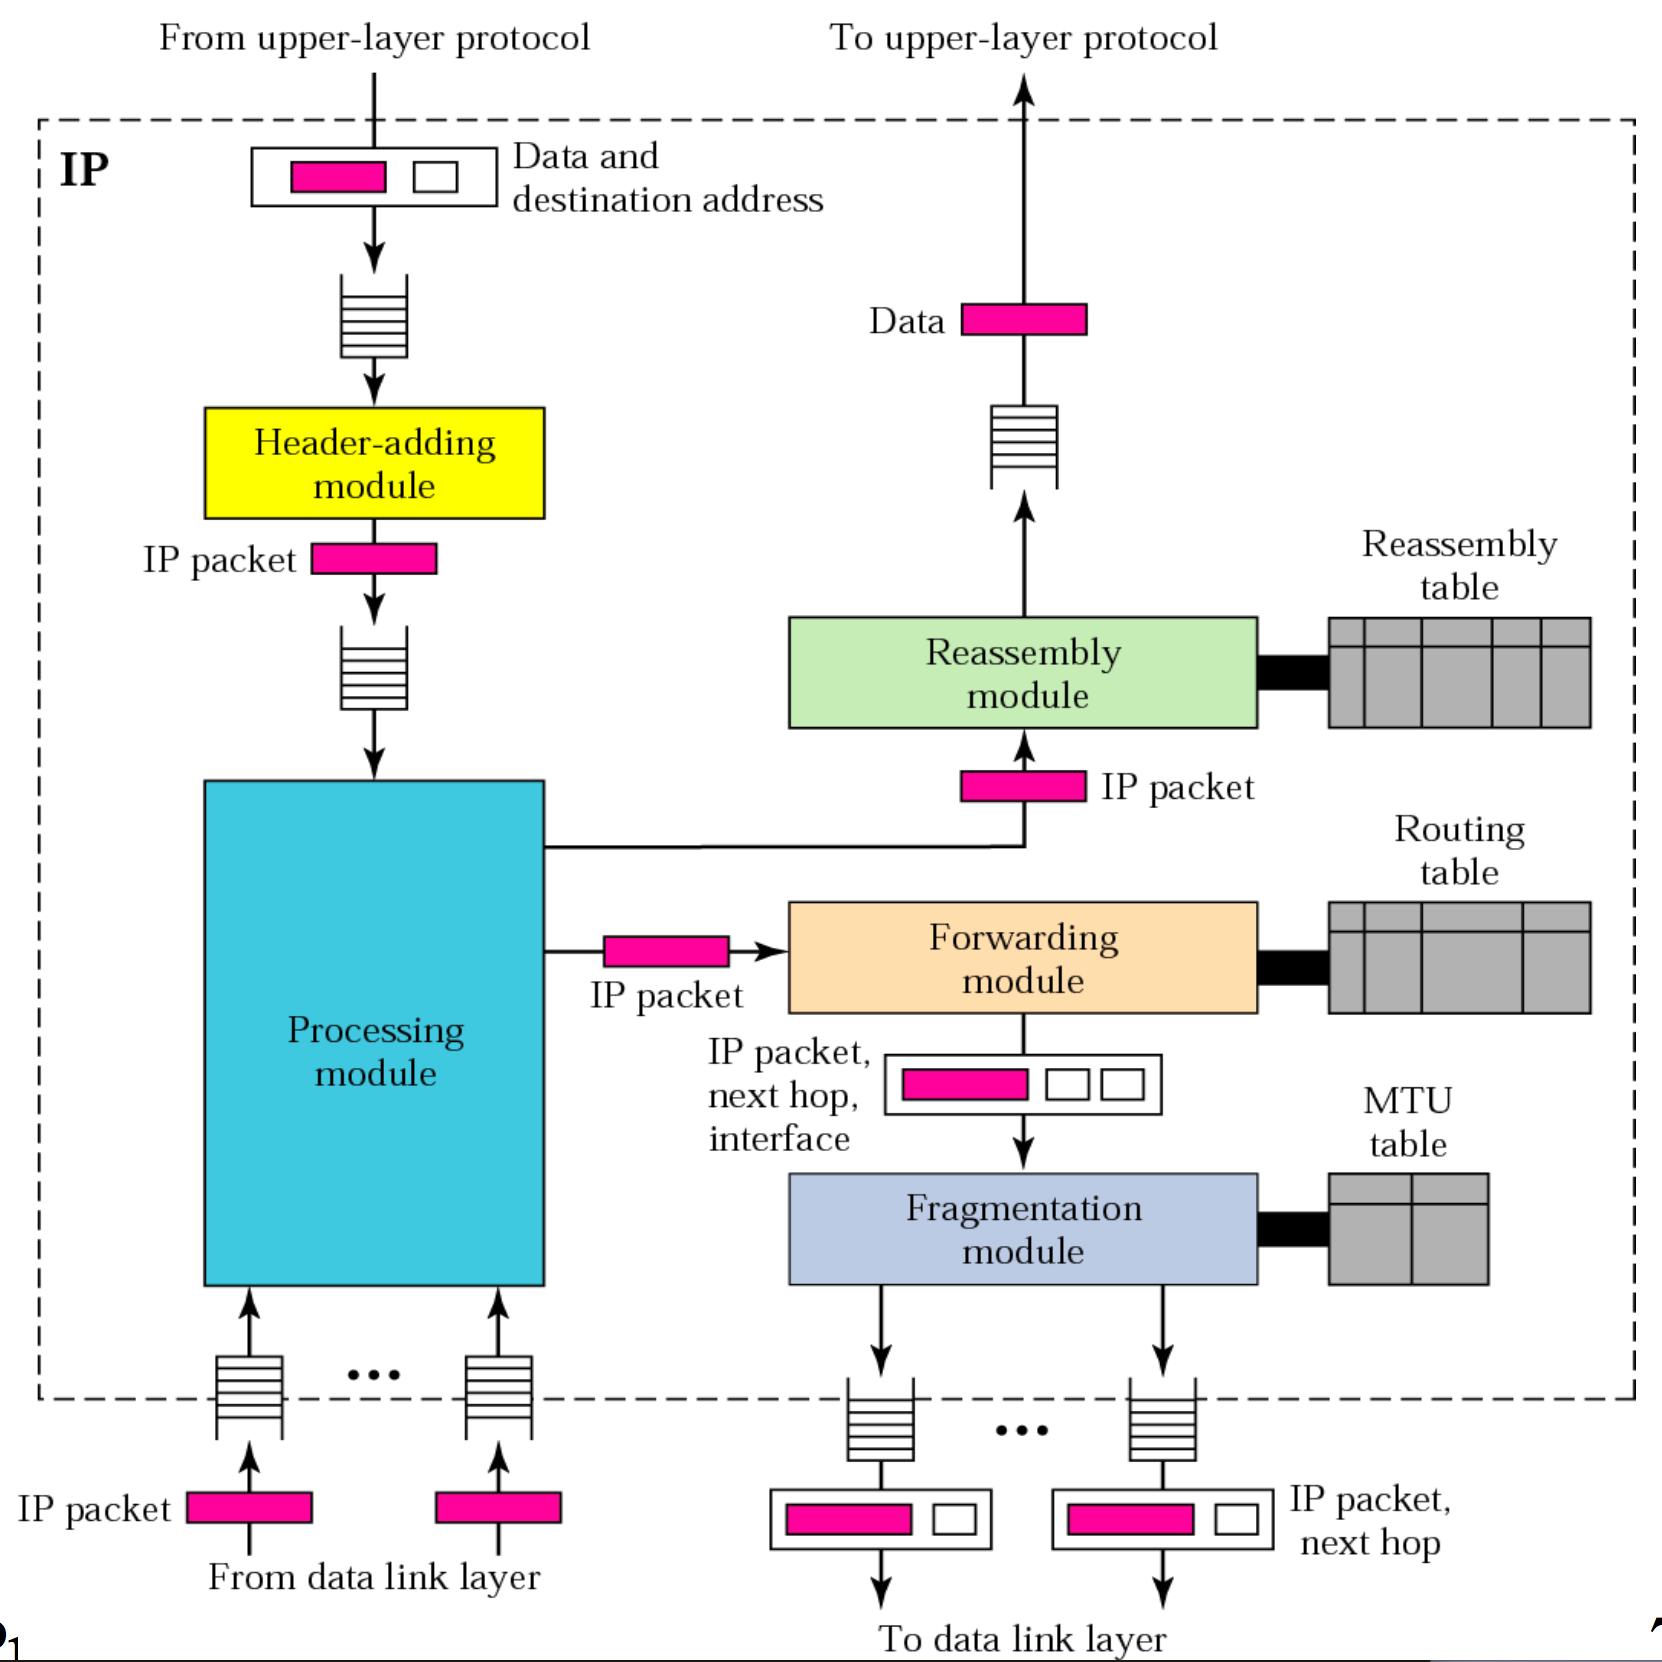 From upper-layer protocol
To upper-layer protocol
IP
Data and
destination address
Data
Header-adding
module
IP packet
Reassembly
table
Reassembly
module
IP packet
Routing
table
Forwarding
module
IP packet
Processing
module
IP packet,
next hop,
interface
MTU
table
Fragmentation
module
IP packet
From data link layer
IP packet,
next hop
To data link layer